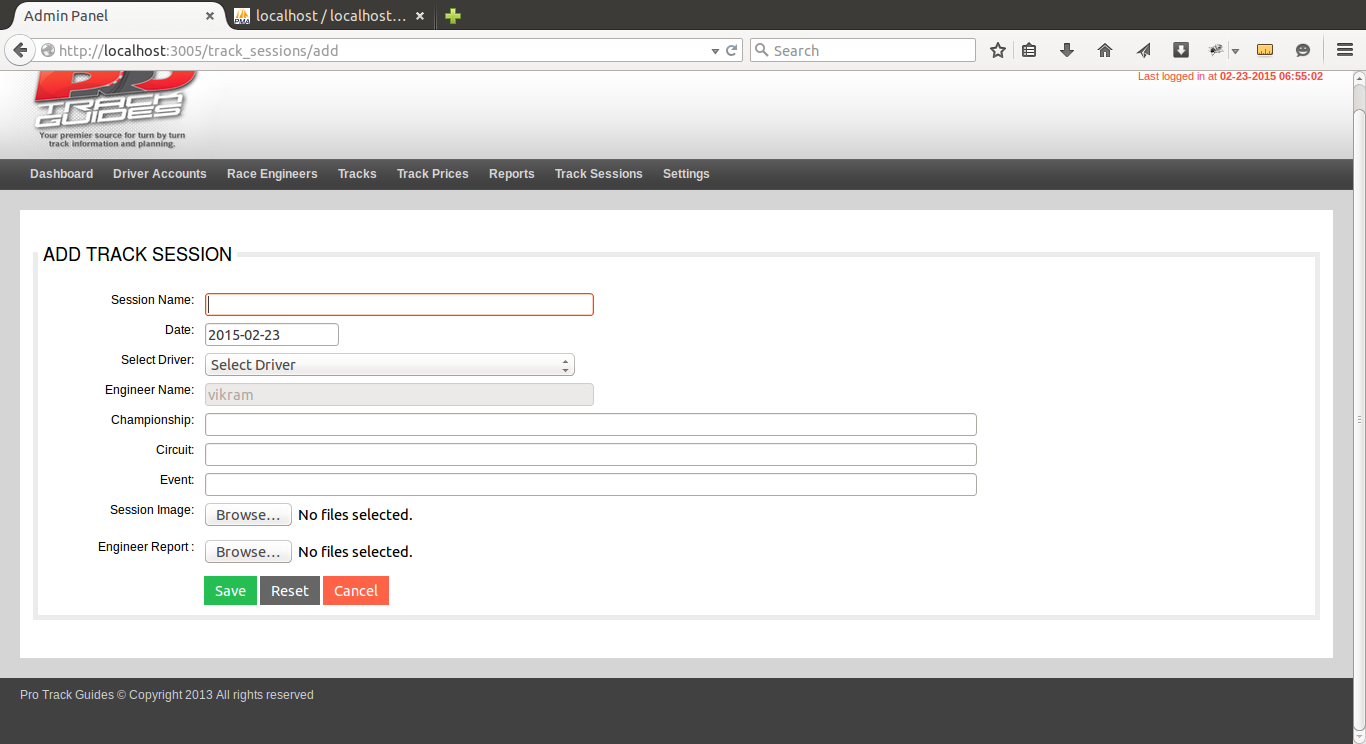 Admin Panel
localhost / localhost...
http://localhost:3005/track_sessions/add
Search
PRO
TRACK
GUIDES
Your premier source for turn by turn
track information and planning.
Last logged in at 02-23-2015 06:55:02
Dashboard Driver Accounts Race Engineers Tracks Track Prices Reports Track Sessions Settings
ADD TRACK SESSION
Session Name:
Date: 2015-02-23
Select Driver: Select Driver
Engineer Name: vikram
Championship:
Circuit:
Event:
Session Image: Browse... No files selected.
Engineer Report : Browse... No files selected.
Save Reset Cancel
Pro Track Guides © Copyright 2013 All rights reserved